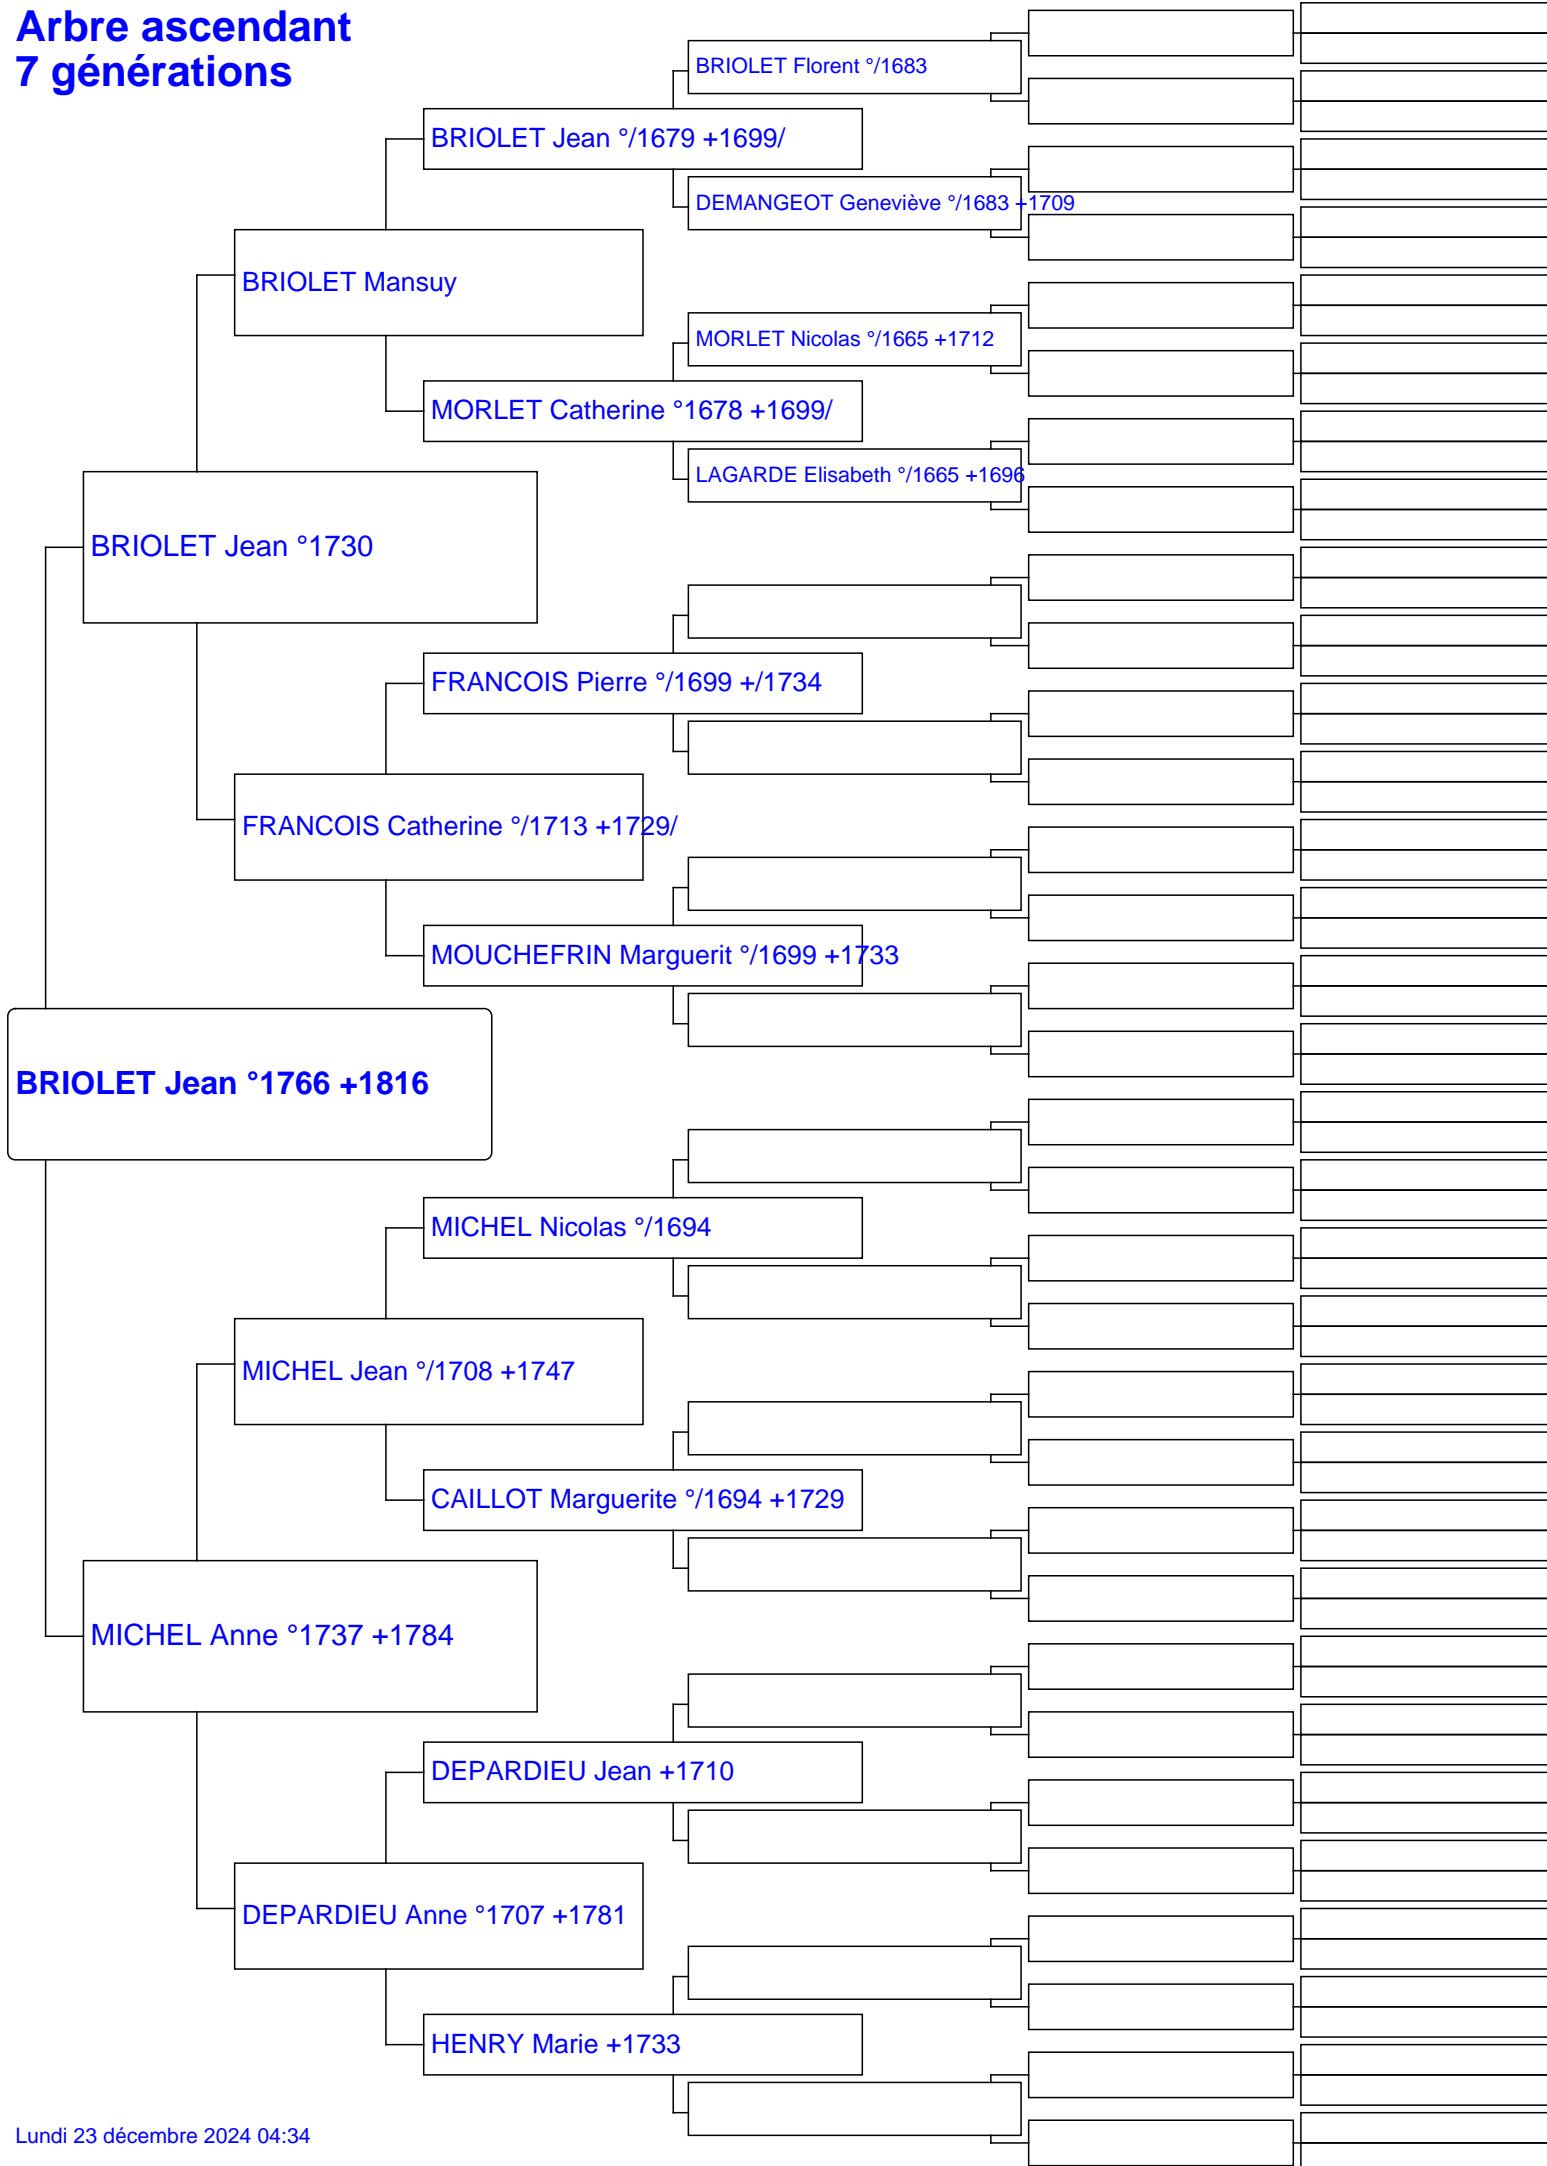 Arbre ascendant
7 générations
BRIOLET Florent °/1683
BRIOLET Jean °/1679 +1699/
DEMANGEOT Geneviève °/1683 +1709
BRIOLET Mansuy
MORLET Nicolas °/1665 +1712
MORLET Catherine °1678 +1699/
LAGARDE Elisabeth °/1665 +1696
BRIOLET Jean °1730
FRANCOIS Pierre °/1699 +/1734
FRANCOIS Catherine °/1713 +1729/
MOUCHEFRIN Marguerit °/1699 +1733
BRIOLET Jean °1766 +1816
MICHEL Nicolas °/1694
MICHEL Jean °/1708 +1747
CAILLOT Marguerite °/1694 +1729
MICHEL Anne °1737 +1784
DEPARDIEU Jean +1710
DEPARDIEU Anne °1707 +1781
HENRY Marie +1733
Lundi 23 décembre 2024 04:34